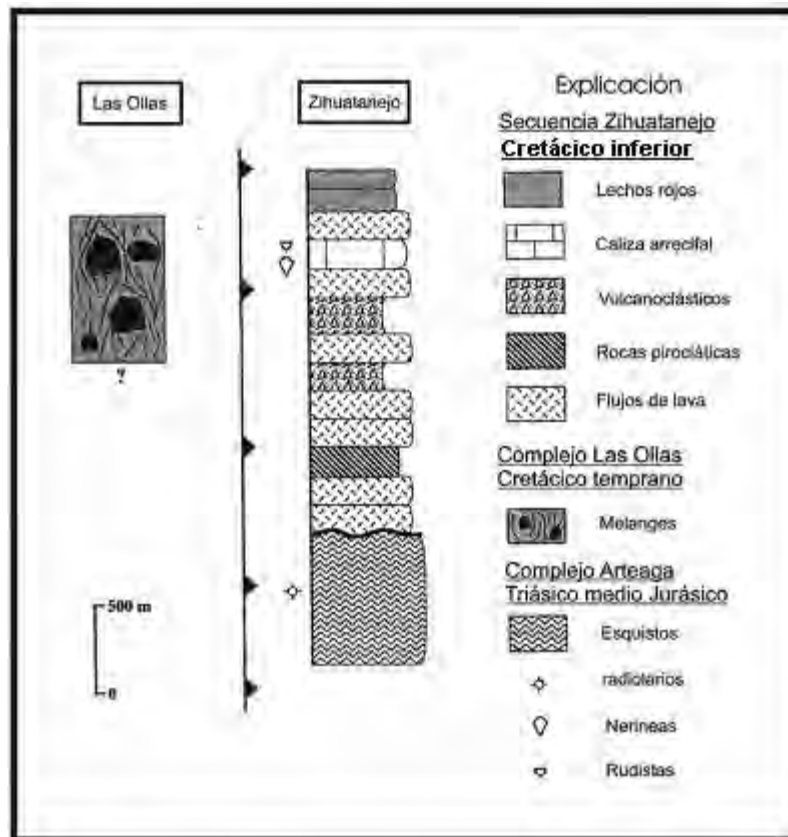 Las Ollas
Zihuatanejo
?
500 m
0
Explicación
Secuencia Zihuatanejo
Cretácico inferior
Lechos rojos
Caliza arrecifal
Vulcanoclásticos
Rocas pirocláticas
Flujos de lava
Complejo Las Ollas
Cretácico temprano
Melanges
Complejo Arteaga
Triásico medio Jurásico
Esquistos
radiolarios
Nerineas
Rudistas